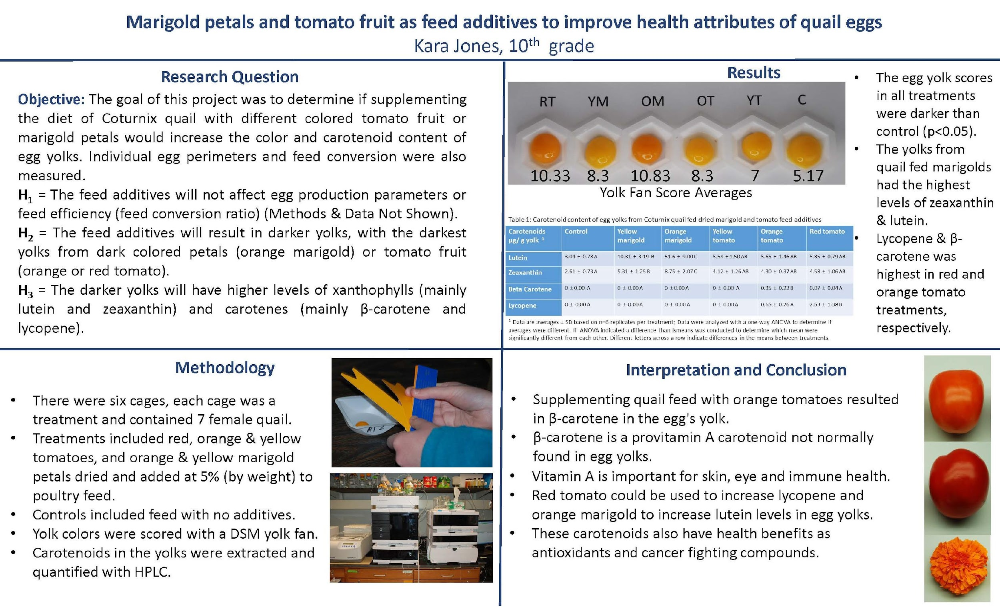 Marigold petals and tomato fruit as feed additives to improve health attributes of quail eggs
Kara Jones, 10th grade
Research Question
Objective: The goal of this project was to determine if supplementing
the diet of Coturnix quail with different colored tomato fruit or
marigold petals would increase the color and carotenoid content of
egg yolks. Individual egg perimeters and feed conversion were also
measured.
H1 = The feed additives will not affect egg production parameters or
feed efficiency (feed conversion ratio) (Methods & Data Not Shown).
H2 = The feed additives will result in darker yolks, with the darkest
yolks from dark colored petals (orange marigold) or tomato fruit
(orange or red tomato).
H3 = The darker yolks will have higher levels of xanthophylls (mainly
lutein and zeaxanthin) and carotenes (mainly β-carotene and
lycopene).
Results
RT YM OM OT YT C
10.33 8.3 10.83 8.3 7 5.17
Yolk Fan Score Averages
Table 1: Carotenoid content of egg yolks from Coturnix quail fed dried marigold and tomato feed additives
Carotenoids Control Yellow Orange Yellow Orange Red tomato
µg/ g yolk 1 marigold marigold tomato tomato
Lutein 3.04 ± 0.78 A 10.31 ± 3.19 B 51.6 ± 9.00 C 5.54 ± 1.50 AB 5.65 ± 1.46 AB 5.85 ± 0.79 AB
Zeaxanthin 2.61 ± 0.73 A 5.31 ± 1.25 B 8.75 ± 2.07 C 4.12 ± 1.26 AB 4.30 ± 0.37 AB 4.58 ± 1.06 AB
Beta Carotene 0 ±0.00 A 0 ± 0.00 A 0 ±0.00 A 0 ± 0.00 A 0.35 ± 0.22 B 0.07 ± 0.04 A
Lycopene 0 ± 0.00 A 0 ± 0.00 A 0 ± 0.00 A 0 ± 0.00 A 0.65 ± 0.26 A 2.63 ± 1.38 B
1 Data are averages ± SD based on n=6 replicates per treatment; Data were analyzed with a one-way ANOVA to determine if
averages were different. If ANOVA indicated a difference than lsmeans was conducted to determine which mean were
significantly different from each other. Different letters across a row indicate differences in the means between treatments.
• The egg yolk scores
in all treatments
were darker than
control (p<0.05).
• The yolks from
quail fed marigolds
had the highest
levels of zeaxanthin
& lutein.
• Lycopene & β-
carotene was
highest in red and
orange tomato
treatments,
respectively.
Methodology
• There were six cages, each cage was a
treatment and contained 7 female quail.
• Treatments included red, orange & yellow
tomatoes, and orange & yellow marigold
petals dried and added at 5% (by weight) to
poultry feed.
• Controls included feed with no additives.
• Yolk colors were scored with a DSM yolk fan.
• Carotenoids in the yolks were extracted and
quantified with HPLC.
RT 2
Interpretation and Conclusion
• Supplementing quail feed with orange tomatoes resulted
in β-carotene in the egg's yolk.
• β-carotene is a provitamin A carotenoid not normally
found in egg yolks.
• Vitamin A is important for skin, eye and immune health.
• Red tomato could be used to increase lycopene and
orange marigold to increase lutein levels in egg yolks.
• These carotenoids also have health benefits as
antioxidants and cancer fighting compounds.